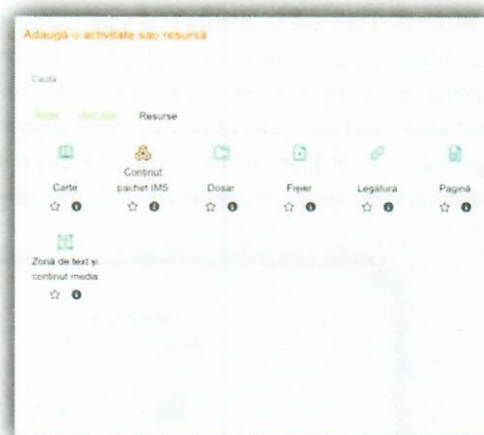 Adaugă o activitate sau resursă
Caută
Toate Activități Resurse
Carte
Conținut pachet IMS
Dosar
Fișier
Legătură
Pagină
Zonă de text și conținut media